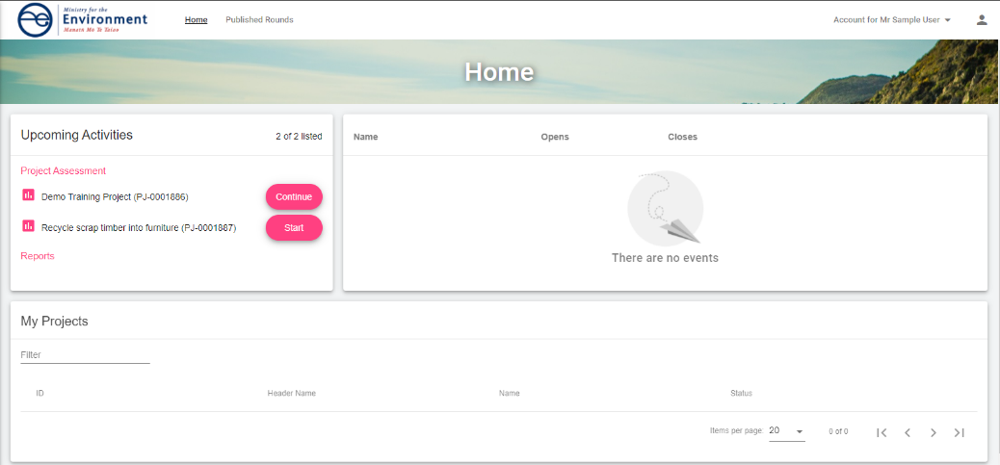 Ministry for the
Environment
Manatū Mō Te Taiao
Home
Published Rounds
Account for Mr Sample User
Home
Upcoming Activities
2 of 2 listed
Project Assessment
Demo Training Project (PJ-0001886)
Continue
Recycle scrap timber into furniture (PJ-0001887)
Start
Reports
Name Opens Closes
There are no events
My Projects
Filter
ID Header Name Name Status
Items per page: 20 0 of 0